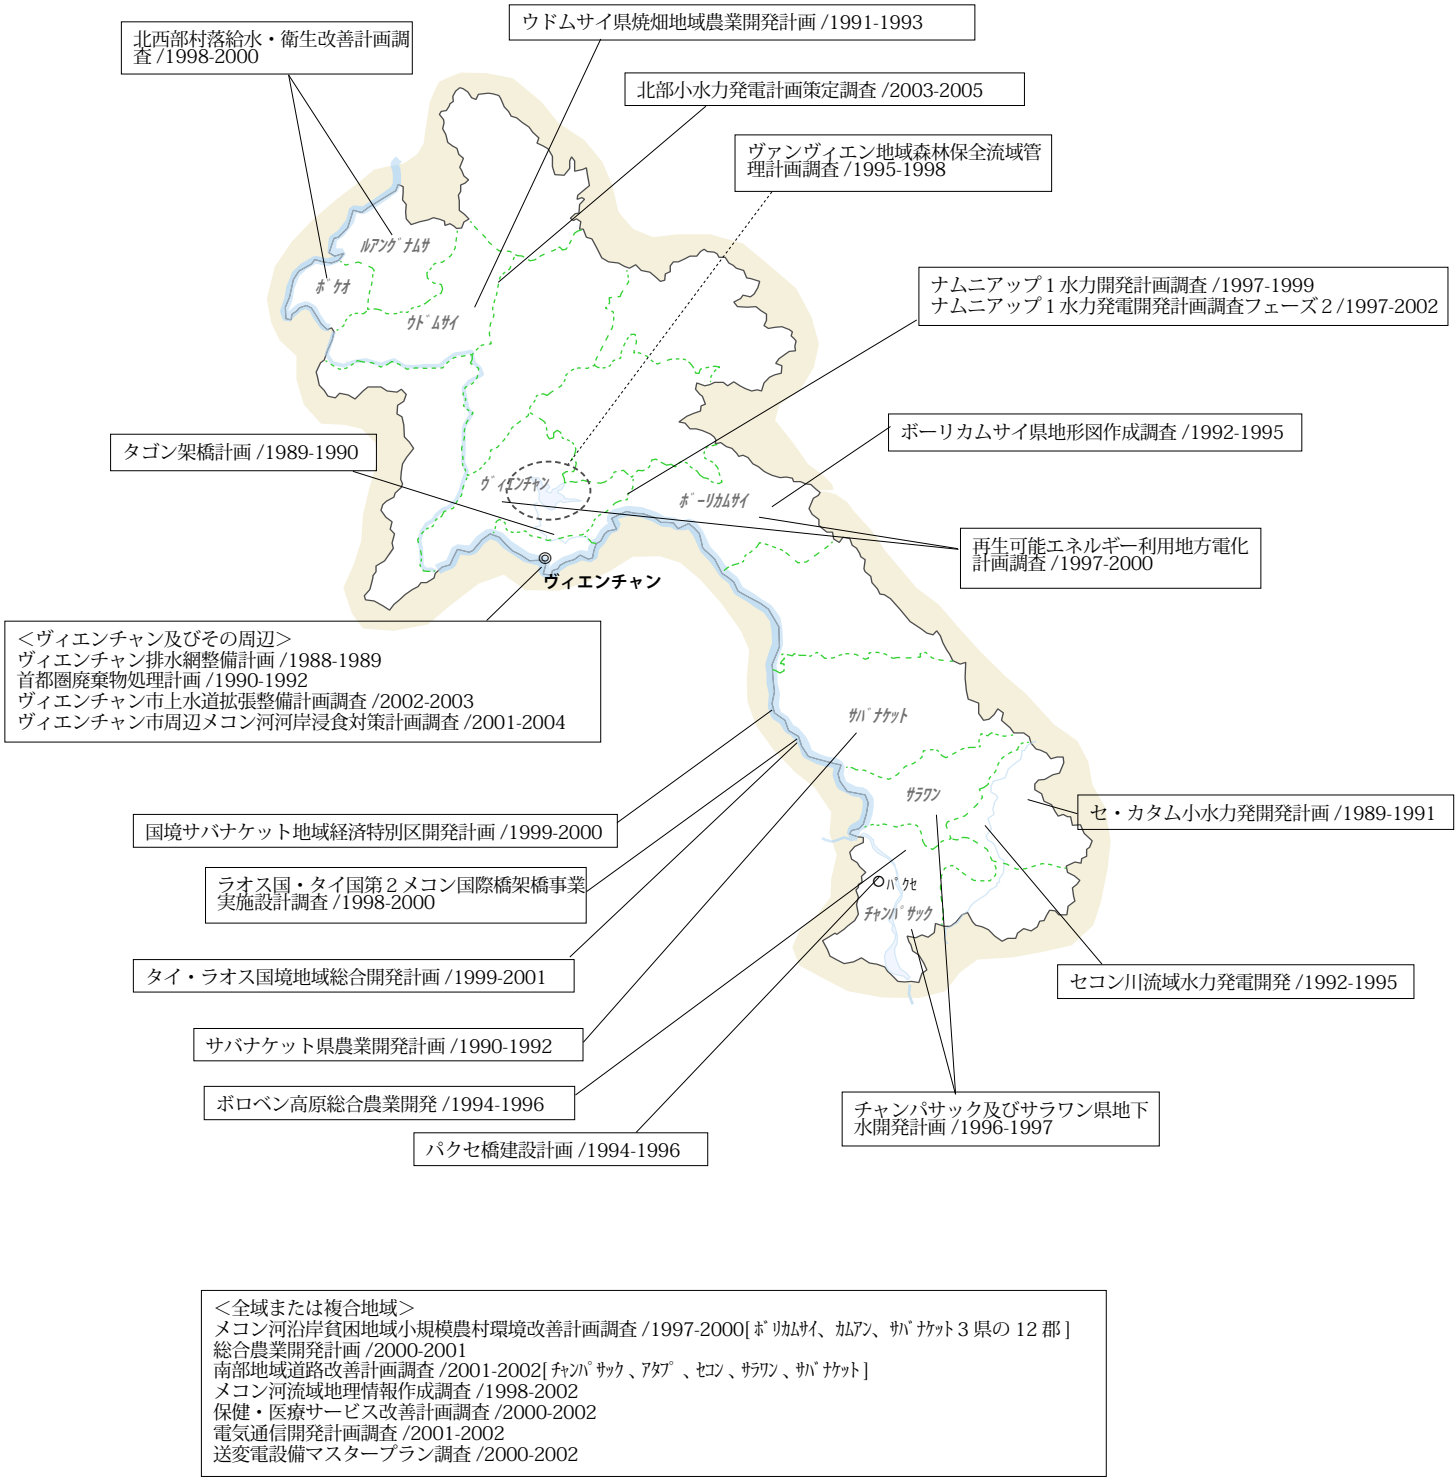 ウドムサイ県焼畑地域農業開発計画 /1991-1993
北西部村落給水・衛生改善計画調
査 /1998-2000
北部小水力発電計画策定調査 /2003-2005
ヴァンヴィエン地域森林保全流域管
理計画調査 /1995-1998
ルアングナムサ
ボケオ
ウドムサイ
ナムニアップ 1 水力開発計画調査 /1997-1999
ナムニアップ 1 水力発電開発計画調査フェーズ 2 /1997-2002
ボーリカムサイ県地形図作成調査 /1992-1995
タゴン架橋計画 /1989-1990
ヴィエンチャン
ボーリカムサイ
再生可能エネルギー利用地方電化
計画調査 /1997-2000
ヴィエンチャン
<ヴィエンチャン及びその周辺>
ヴィエンチャン排水網整備計画 /1988-1989
首都圏廃棄物処理計画 /1990-1992
ヴィエンチャン市上水道拡張整備計画調査 /2002-2003
ヴィエンチャン市周辺メコン河河岸浸食対策計画調査 /2001-2004
サバナケット
サラワン
セ・カタム小水力発開発計画 /1989-1991
国境サバナケット地域経済特別区開発計画 /1999-2000
ラオス国・タイ国第 2 メコン国際橋架橋事業
実施設計調査 /1998-2000
パクセ
チャンパサック
タイ・ラオス国境地域総合開発計画 /1999-2001
セコン川流域水力発電開発 /1992-1995
サバナケット県農業開発計画 /1990-1992
ボロベン高原総合農業開発 /1994-1996
チャンパサック及びサラワン県地下
水開発計画 /1996-1997
パクセ橋建設計画 /1994-1996
<全域または複合地域>
メコン河沿岸貧困地域小規模農村環境改善計画調査 /1997-2000[ ボリカムサイ、カムアン、サバナケット 3 県の 12 郡 ]
総合農業開発計画 /2000-2001
南部地域道路改善計画調査 /2001-2002[ チャンパサック 、アタプ 、セコン 、サラワン 、サバナケット ]
メコン河流域地理情報作成調査 /1998-2002
保健・医療サービス改善計画調査 /2000-2002
電気通信開発計画調査 /2001-2002
送変電設備マスタープラン調査 /2000-2002